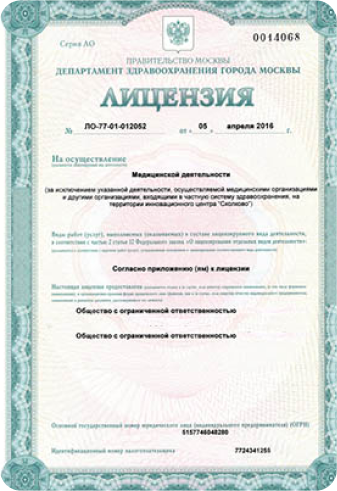 Серия АО
0014068
ПРАВИТЕЛЬСТВО МОСКВЫ
ДЕПАРТАМЕНТ ЗДРАВООХРАНЕНИЯ ГОРОДА МОСКВЫ
ЛИЦЕНЗИЯ
№ ЛО-77-01-012052 от « 05 апреля 2016 г.
На осуществление
Медицинской деятельности
(за исключением указанной деятельности, осуществляемой медицинскими организациями
и другими организациями, входящими в частную систему здравоохранения, на
территории инновационного центра "Сколково")
Виды работ (услуг), выполняемых (оказываемых) в составе лицензируемого вида деятельности,
в соответствии с частью 2 статьи 12 Федерального закона «О лицензировании отдельных видов деятельности»:
Согласно приложению (ям) к лицензии
Настоящая лицензия предоставлена
Общество с ограниченной ответственностью
Общество с ограниченной ответственностью
Основной государственный номер юридического лица (индивидуального предпринимателя) (ОГРН)
5157746048280
Идентификационный номер налогоплательщика 7724341255